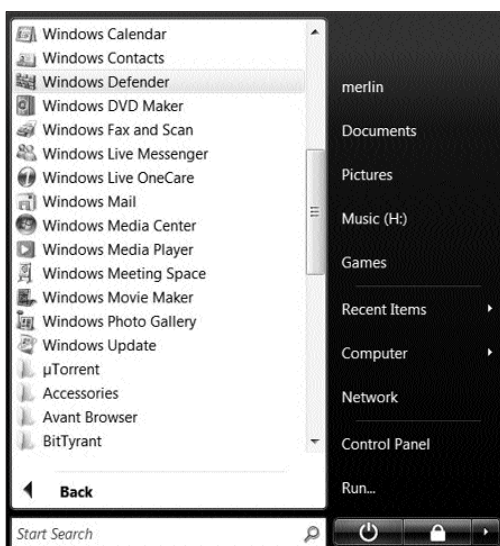 Windows Calendar
Windows Contacts
Windows Defender
Windows DVD Maker
Windows Fax and Scan
Windows Live Messenger
Windows Live OneCare
Windows Mail
Windows Media Center
Windows Media Player
Windows Meeting Space
Windows Movie Maker
Windows Photo Gallery
Windows Update
µTorrent
Accessories
Avant Browser
BitTyrant
Back
Start Search
merlin
Documents
Pictures
Music (H:)
Games
Recent Items
Computer
Network
Control Panel
Run...